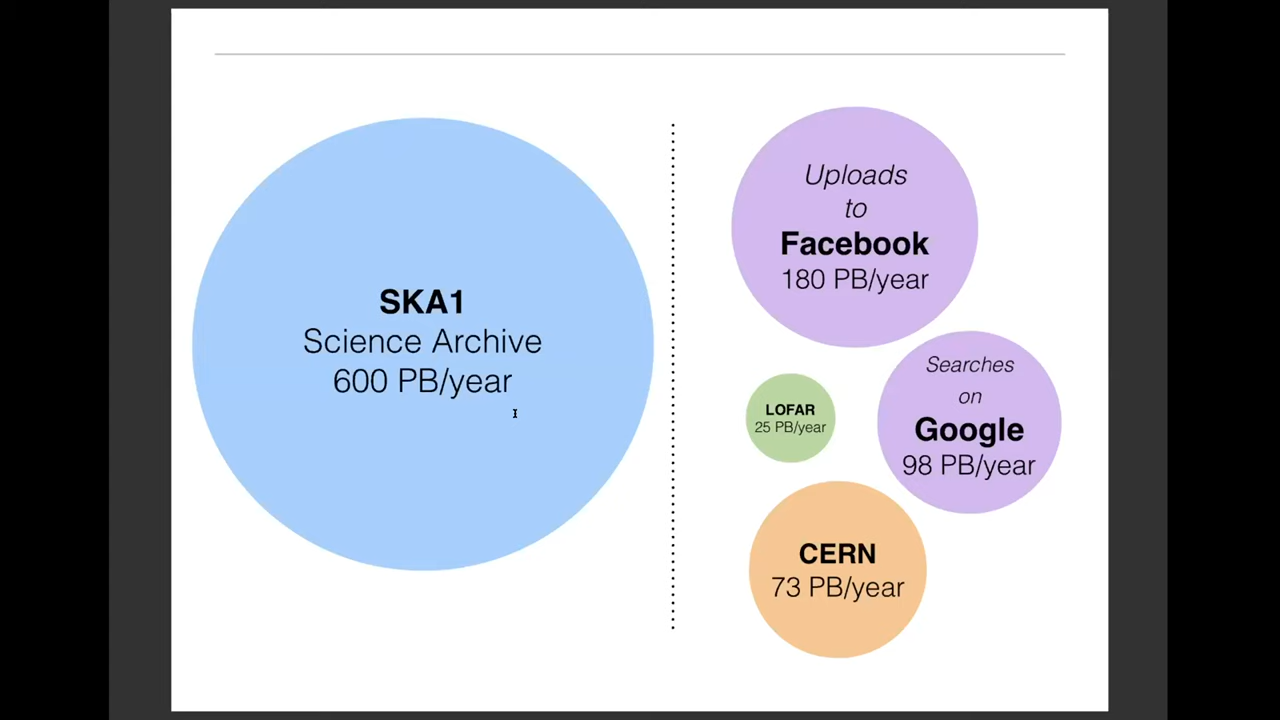 SKA1
Science Archive
600 PB/year
Uploads
to
Facebook
180 PB/year
Searches
on
Google
98 PB/year
LOFAR
25 PB/year
CERN
73 PB/year